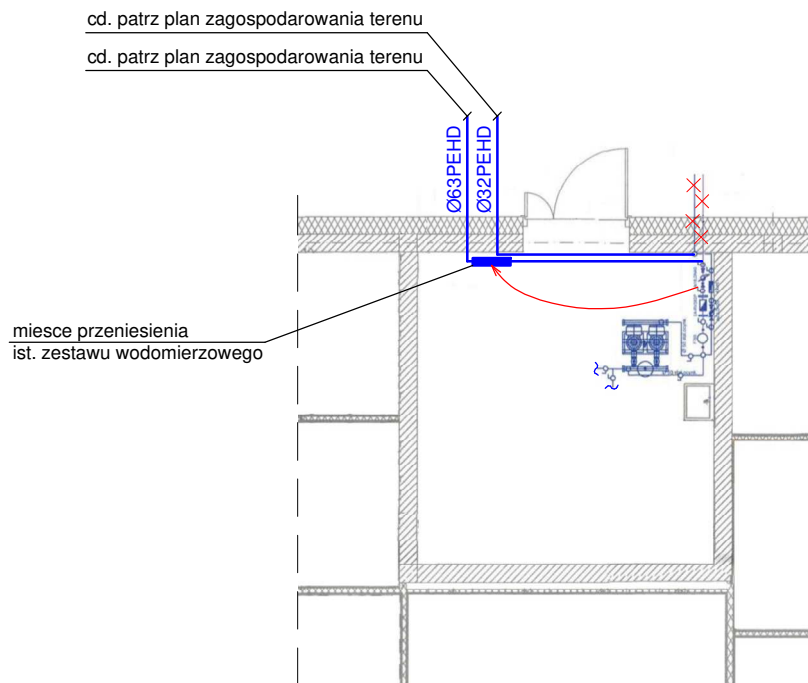 cd. patrz plan zagospodarowania terenu
cd. patrz plan zagospodarowania terenu
Ø63PEHD
Ø32PEHD
miesce przeniesienia
ist. zestawu wodomierzowego